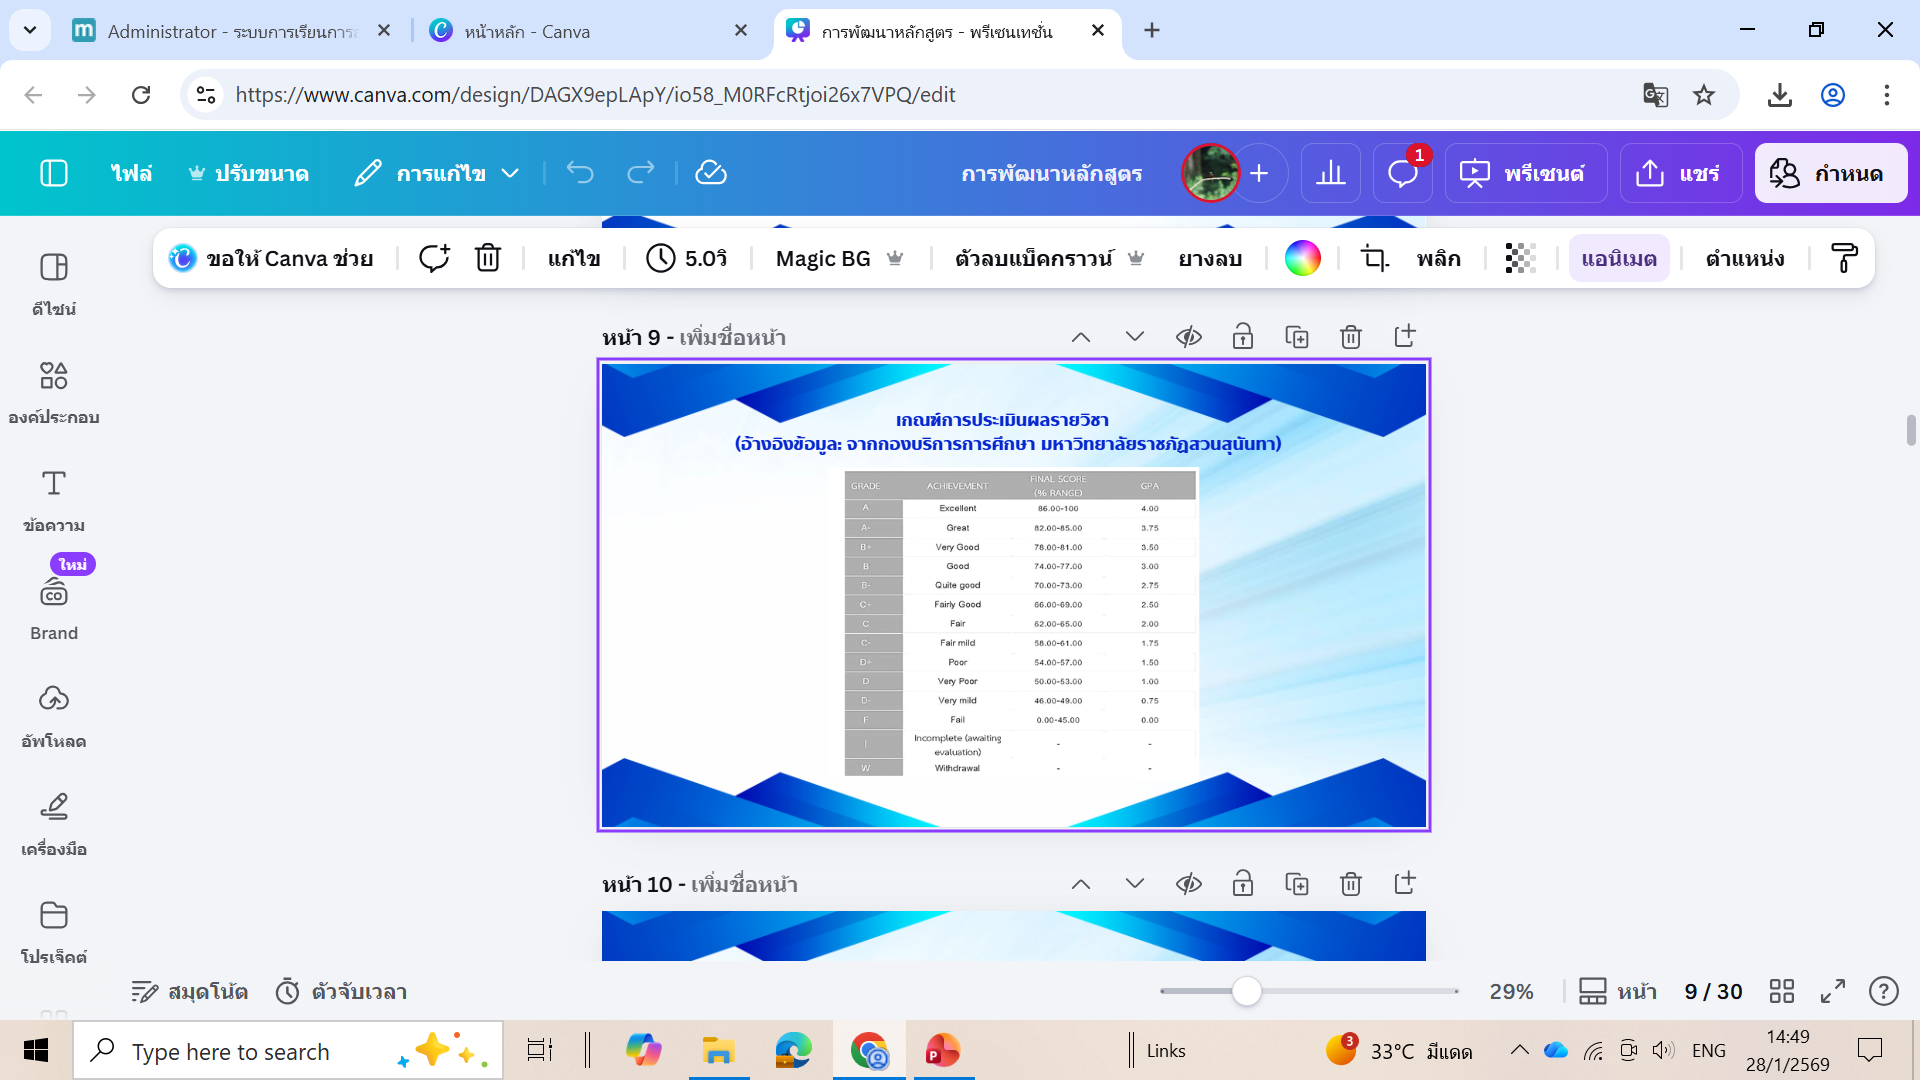 Administrator - ระบบการเรียนการส
หน้าหลัก - Canva
การพัฒนาหลักสูตร - พรีเซนเทชั่น
https://www.canva.com/design/DAGX9epLApY/io58_M0RFcRtjoi26x7VPQ/edit
ไฟล์
ปรับขนาด
การแก้ไข
การพัฒนาหลักสูตร
1
พรีเซนต์
แชร์
กำหนด
ขอให้ Canva ช่วย
แก้ไข
5.0วิ
Magic BG
ตัวลบแบ็คกราวน์
ยางลบ
พลิก
แอนิเมต
ตำแหน่ง
ดีไซน์
องค์ประกอบ
ข้อความ
ใหม่
Brand
อัพโหลด
เครื่องมือ
โปรเจ็คต์
หน้า 9 - เพิ่มชื่อหน้า
เกณฑ์การประเมินผลรายวิชา
(อ้างอิงข้อมูล: จากกองบริการการศึกษา มหาวิทยาลัยราชภัฏสวนสุนันทา)
GRADE ACHIEVEMENT FINAL SCORE (% RANGE) GPA
A Excellent 86.00-100 4.00
A- Great 82.00-85.00 3.75
B+ Very Good 78.00-81.00 3.50
B Good 74.00-77.00 3.00
B- Quite good 70.00-73.00 2.75
C+ Fairly Good 66.00-69.00 2.50
C Fair 62.00-65.00 2.00
C- Fair mild 58.00-61.00 1.75
D+ Poor 54.00-57.00 1.50
D Very Poor 50.00-53.00 1.00
D- Very mild 46.00-49.00 0.75
F Fail 0.00-45.00 0.00
I Incomplete (awaiting evaluation) - -
W Withdrawal - -
หน้า 10 - เพิ่มชื่อหน้า
สมุดโน้ต
ตัวจับเวลา
29%
หน้า
9 / 30
Type here to search
Links
3
33°C มีแดด
ENG
14:49
28/1/2569